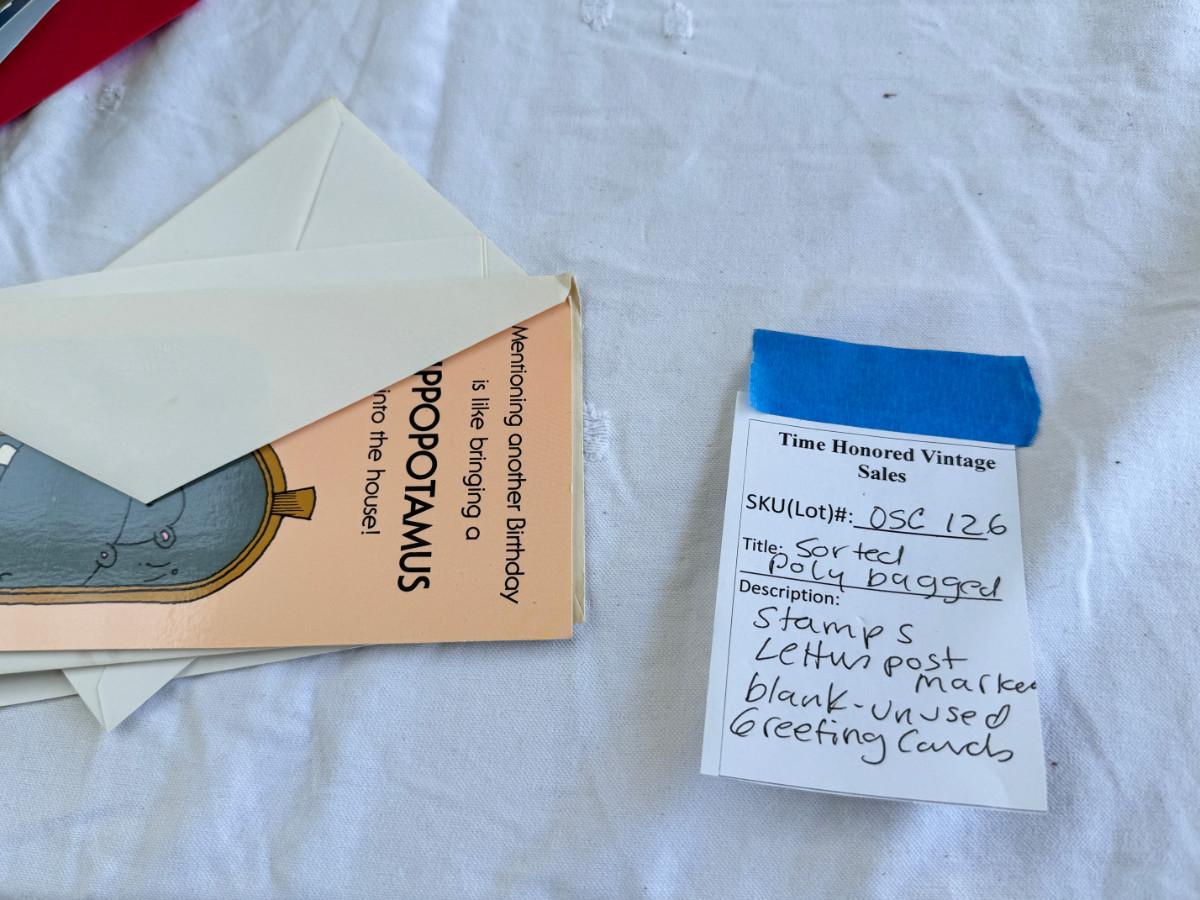 Mentioning another Birthday
is like bringing a
IPPOPOTAMUS
into the house!
Time Honored Vintage
Sales
SKU(Lot)#: OSC 126
Title: Sorted
poly bagged
Description:
Stamps
Letters post
marked
blank-unused
Greeting Cards